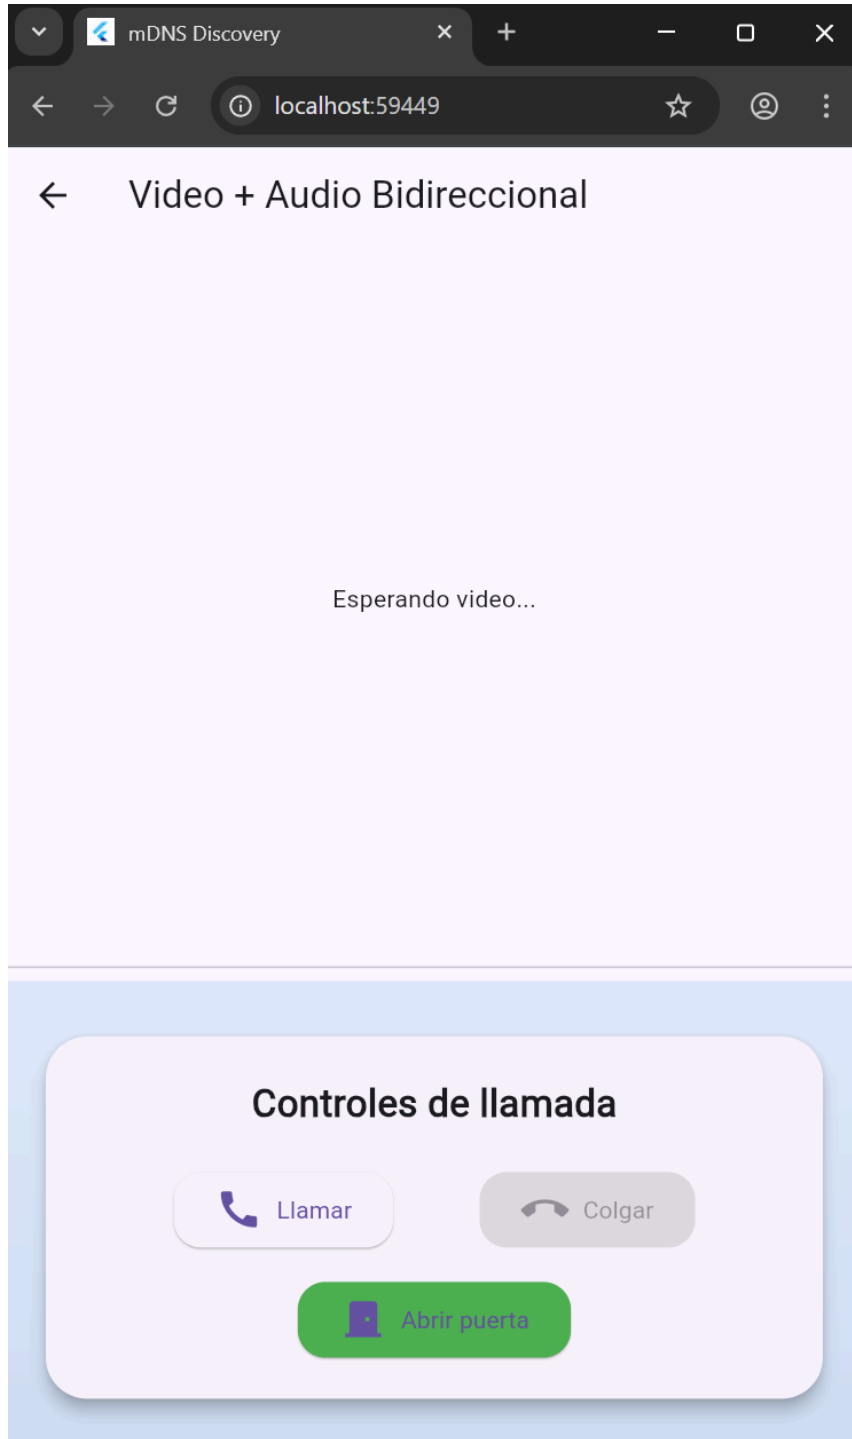 mDNS Discovery
localhost:59449
Video + Audio Bidireccional
Esperando video...
Controles de llamada
Llamar
Colgar
Abrir puerta